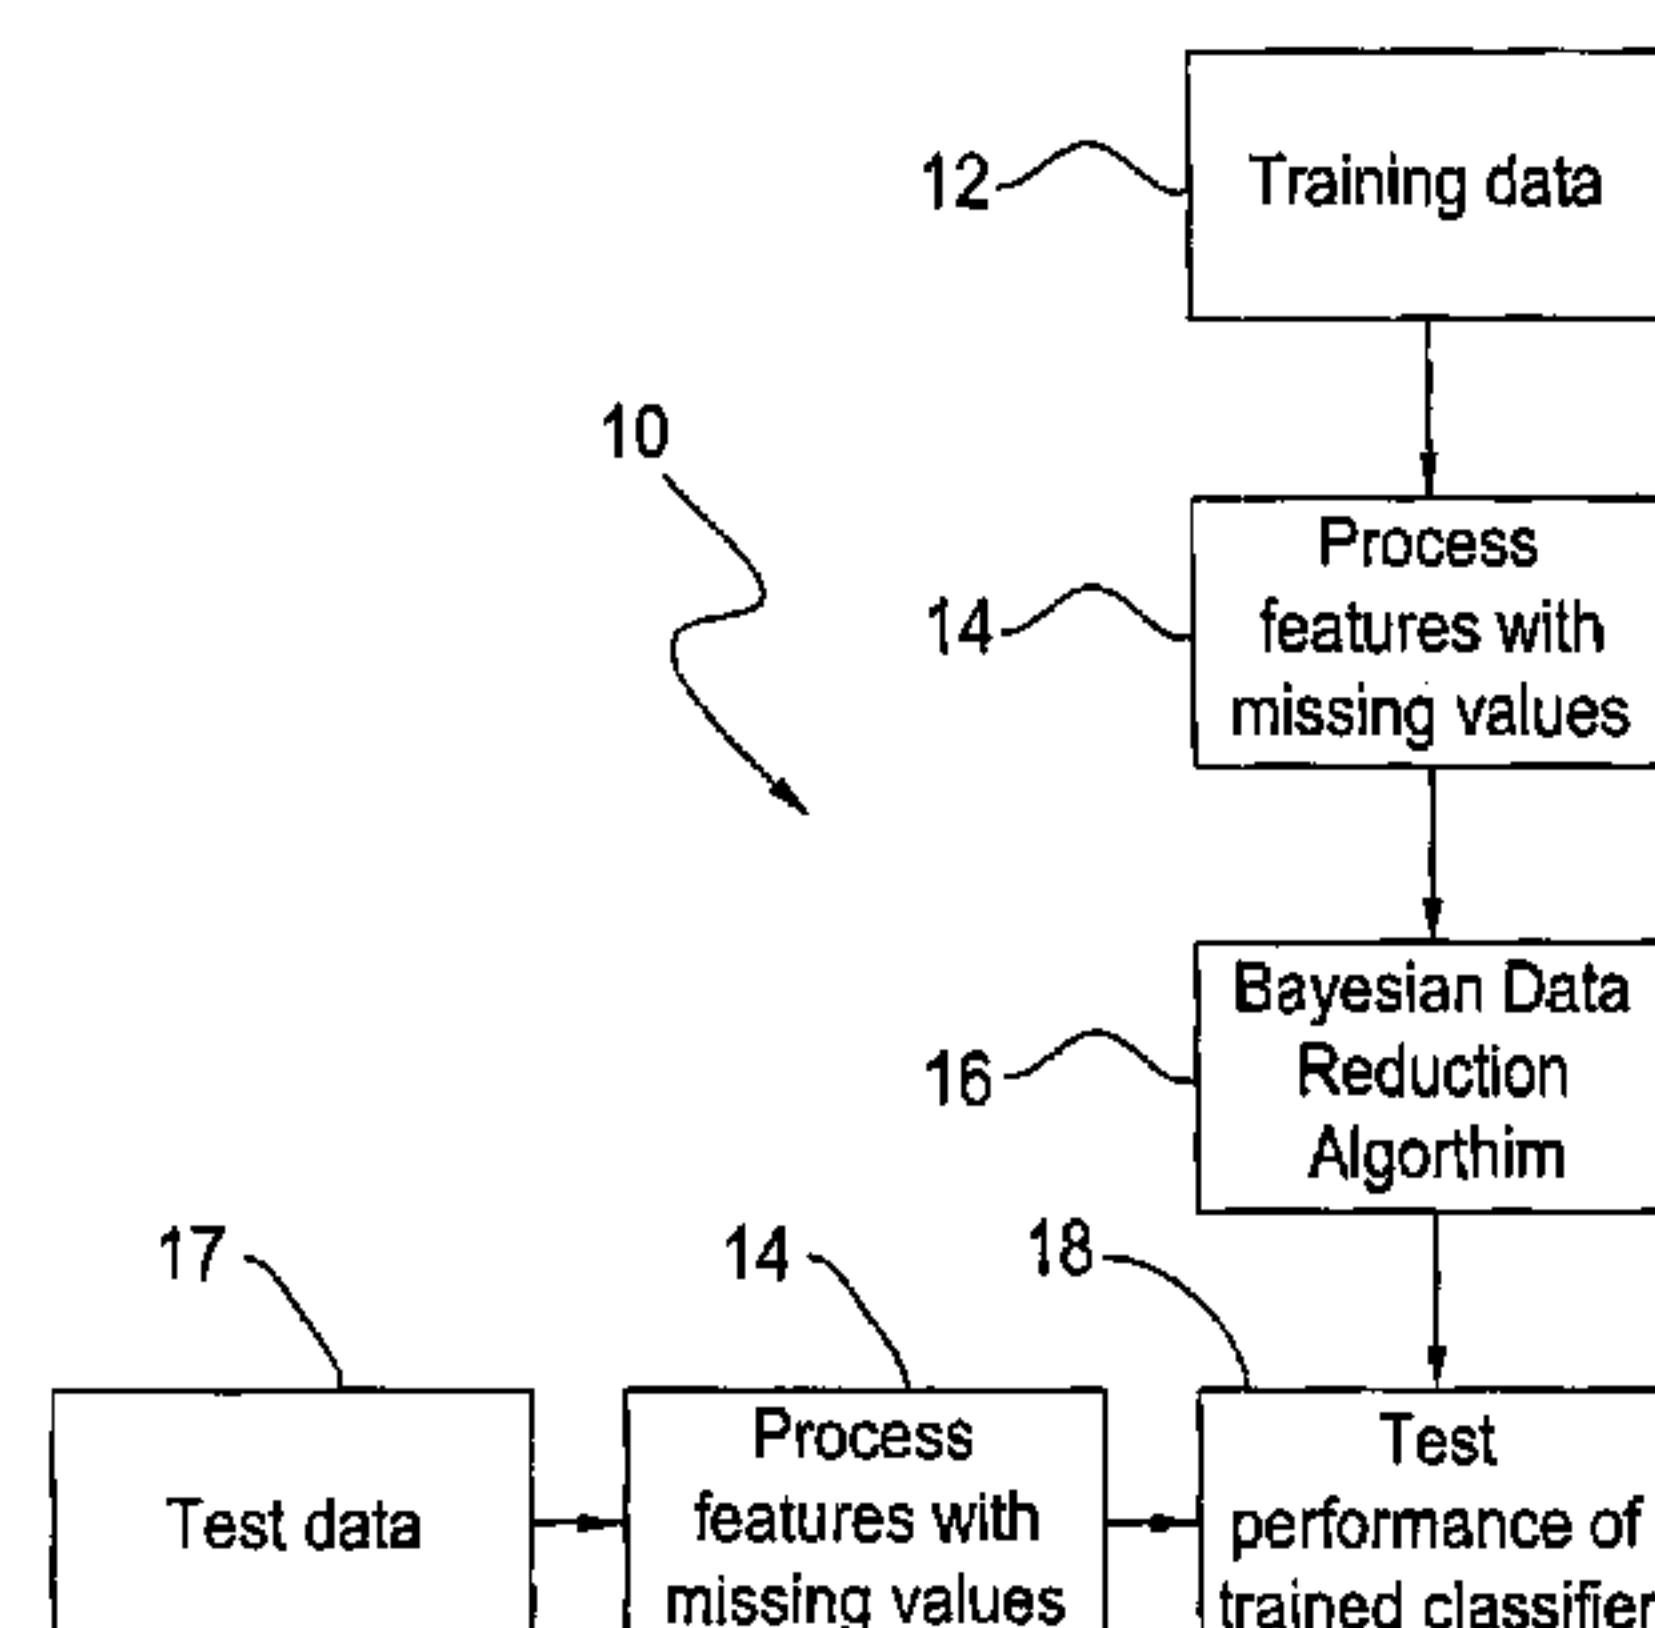 12
Training data
10
Process
features with
missing values
14
Bayesian Data
Reduction
Algorthim
16
17
14
18
Test data
Process
features with
missing values
Test
performance of
trained classifier